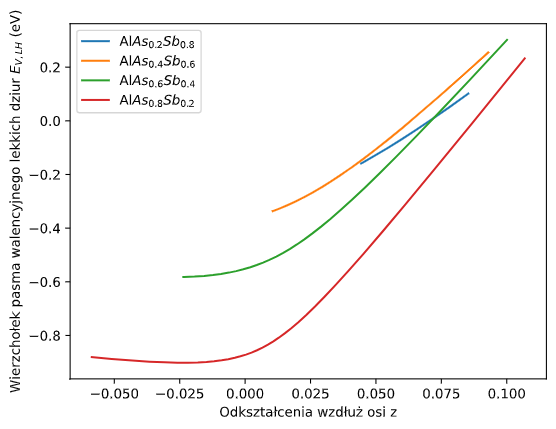 AlAs0.2Sb0.8
AlAs0.4Sb0.6
AlAs0.6Sb0.4
AlAs0.8Sb0.2
Wierzchołek pasma walencyjnego lekkich dziur EV, LH (eV)
0.2
0.0
−0.2
−0.4
−0.6
−0.8
−0.050 −0.025 0.000 0.025 0.050 0.075 0.100
Odkształcenia wzdłuż osi z